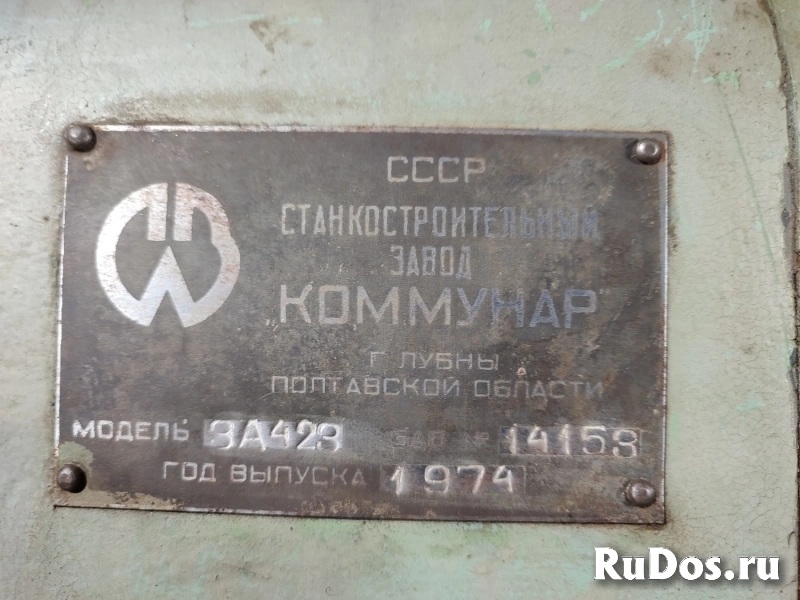 СССР
СТАНКОСТРОИТЕЛЬНЫЙ
ЗАВОД
„КОММУНАР"
Г ЛУБНЫ
ПОЛТАВСКОЙ ОБЛАСТИ
МОДЕЛЬ 3А423 ЗАВ № 14153
ГОД ВЫПУСКА 1974
RuDos.ru